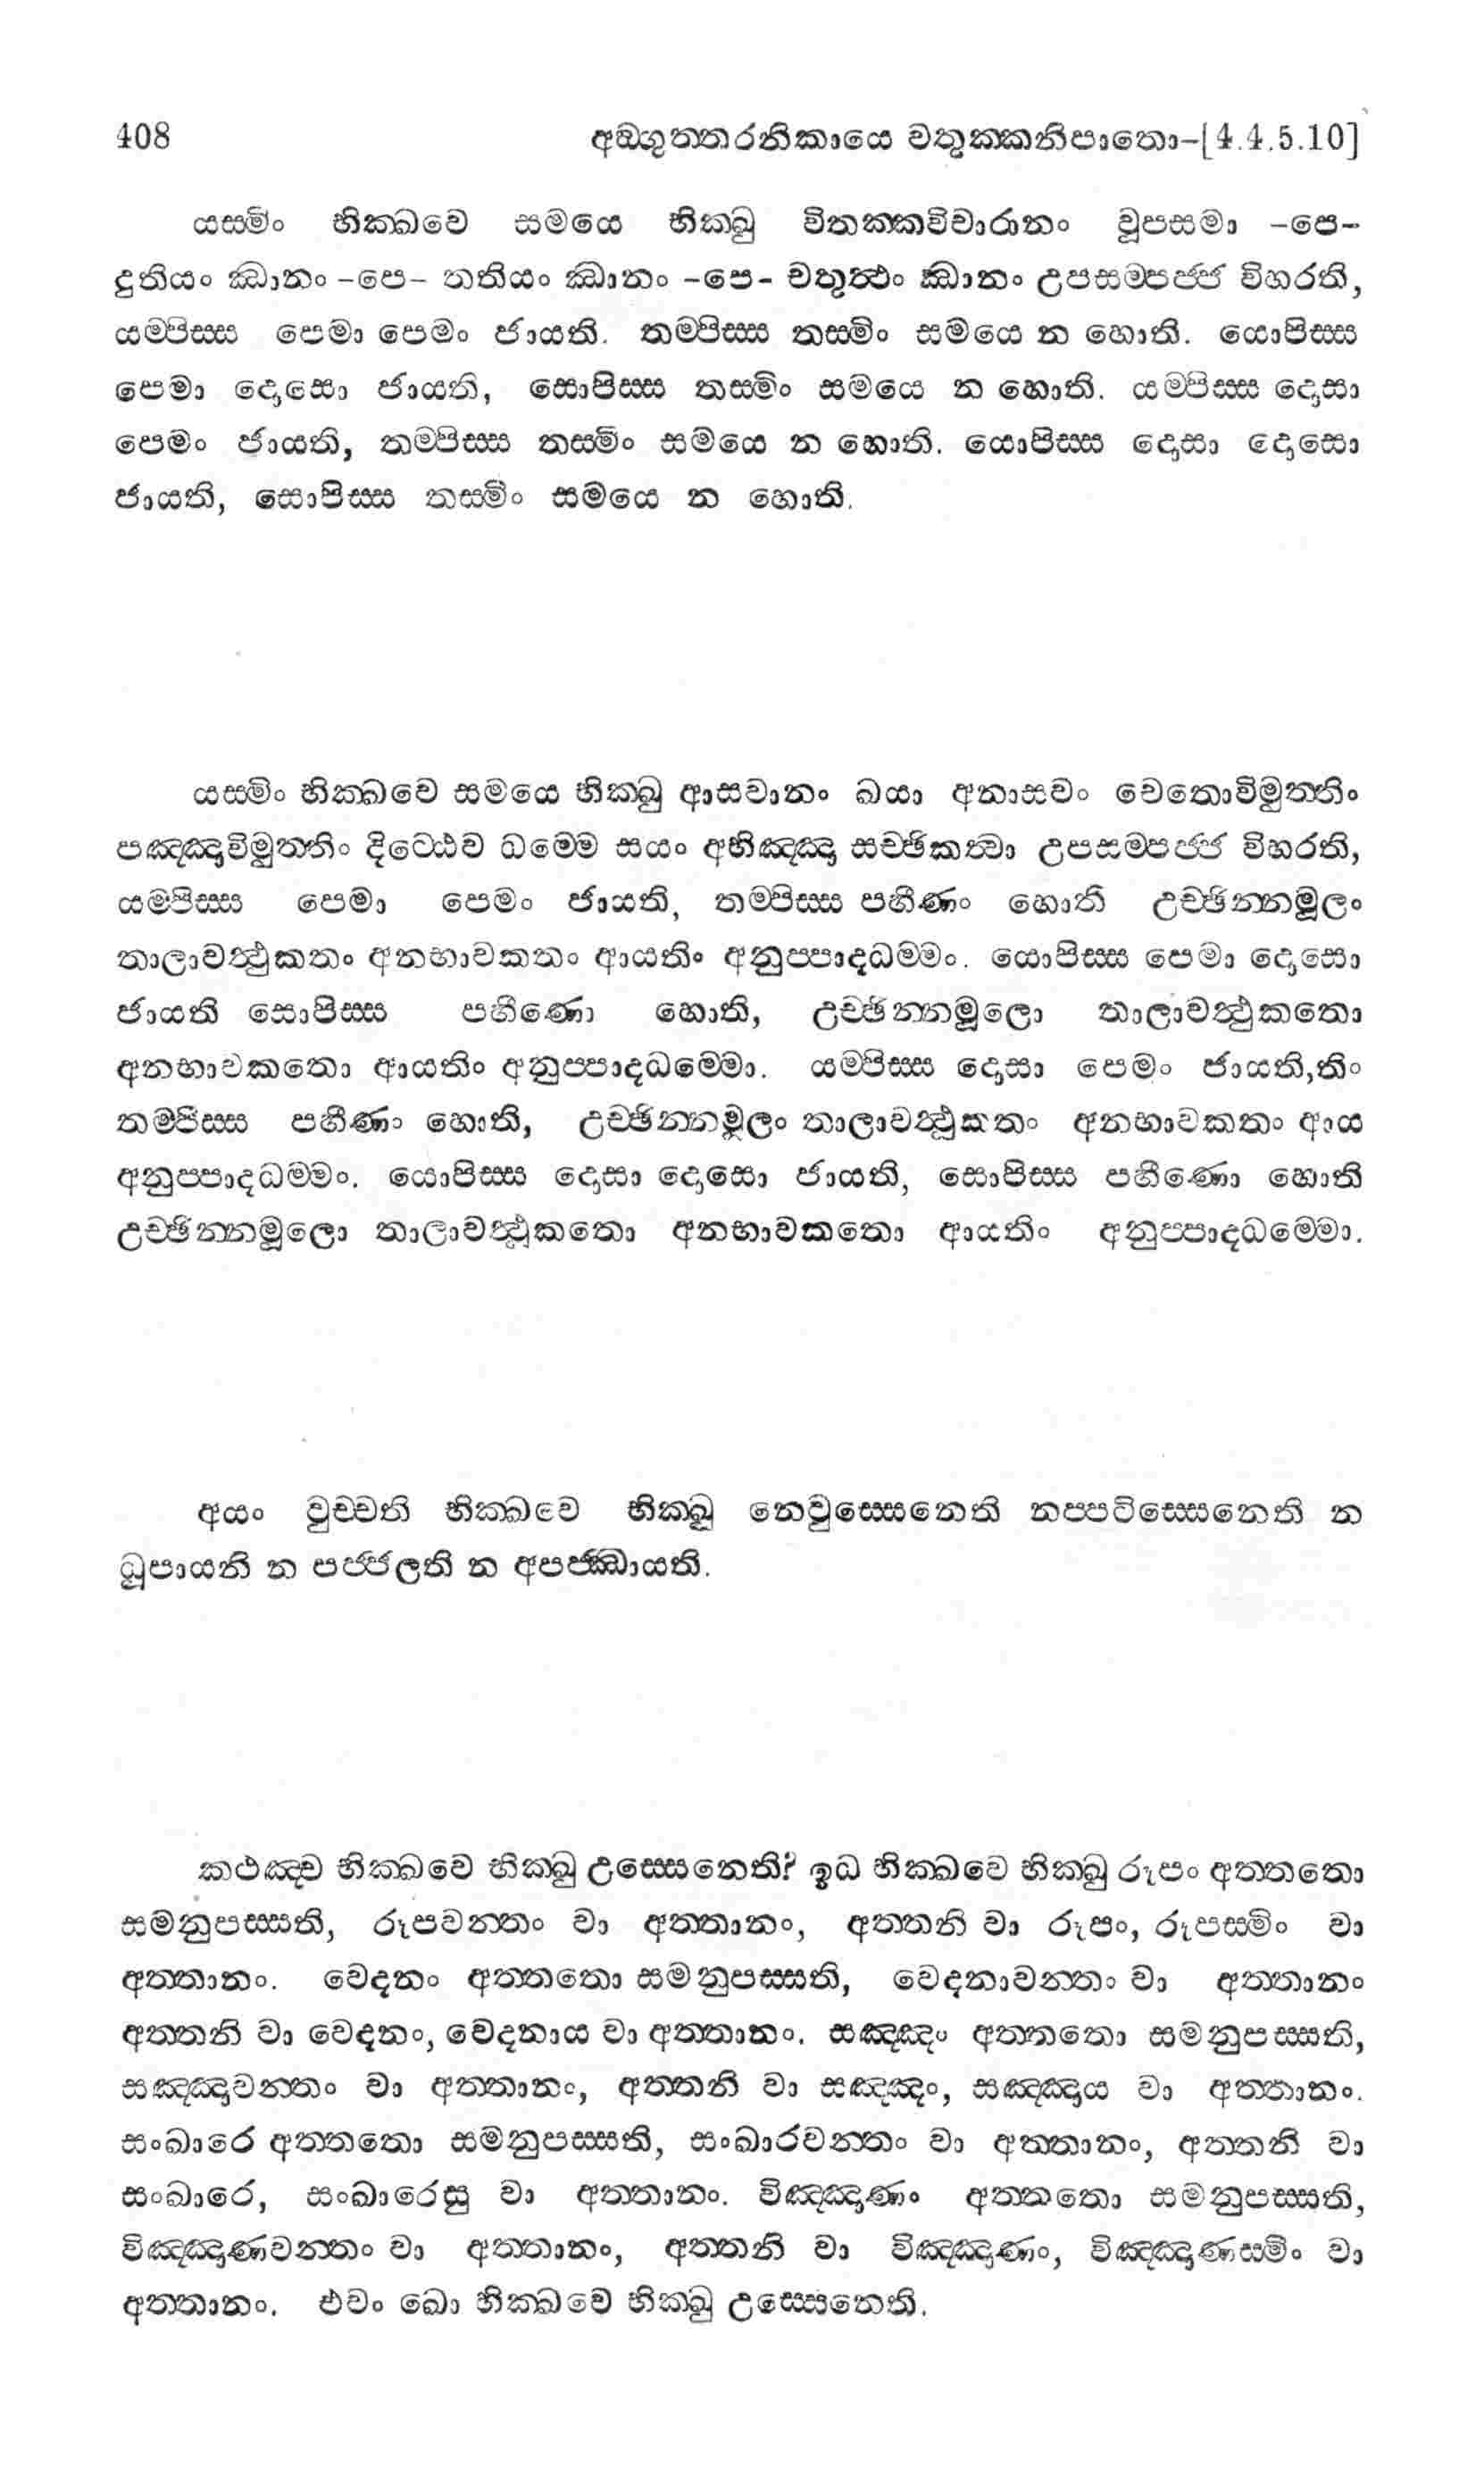 408 අඞ්ගුත්තරනිකායෙ චතුක්කනිපාතො–[4.4.5.10]
යස්මිං භික්ඛවෙ සමයෙ භික්ඛු විතක්කවිචාරානං වූපසමා –පෙ–
දුතියං ඣානං –පෙ– තතියං ඣානං –පෙ– චතුත්ථං ඣානං උපසම්පජ්ජ විහරති,
යම්පිස්ස පෙමා පෙමං ජායති. තම්පිස්ස තස්මිං සමයෙ න හොති. යොපිස්ස
පෙමා දොසො ජායති, සොපිස්ස තස්මිං සමයෙ න හොති. යම්පිස්ස දොසා
පෙමං ජායති, තම්පිස්ස තස්මිං සමයෙ න හොති. යොපිස්ස දොසා දොසො
ජායති, සොපිස්ස තස්මිං සමයෙ න හොති.
යස්මිං භික්ඛවෙ සමයෙ භික්ඛු ආසවානං ඛයා අනාසවං චෙතොවිමුත්තිං
පඤ්ඤාවිමුත්තිං දිට්ඨෙව ධම්මෙ සයං අභිඤ්ඤා සච්ඡිකත්වා උපසම්පජ්ජ විහරති,
යම්පිස්ස පෙමා පෙමං ජායති, තම්පිස්ස පහීණං හොති උච්ඡින්නමූලං
තාලාවත්ථුකතං අනභාවකතං ආයතිං අනුප්පාදධම්මං. යොපිස්ස පෙමා දොසො
ජායති සොපිස්ස පහීණො හොති, උච්ඡින්නමූලො තාලාවත්ථුකතො
අනභාවකතො ආයතිං අනුප්පාදධම්මො. යම්පිස්ස දොසා පෙමං ජායති,තිං
තම්පිස්ස පහීණං හොති, උච්ඡින්නමූලං තාලාවත්ථුකතං අනභාවකතං ආය
අනුප්පාදධම්මං. යොපිස්ස දොසා දොසො ජායති, සොපිස්ස පහීණො හොති
උච්ඡින්නමූලො තාලාවත්ථුකතො අනභාවකතො ආයතිං අනුප්පාදධම්මො.
අයං වුච්චති භික්ඛවෙ භික්ඛු නෙවුස්සෙනෙති නප්පටිස්සෙනෙති න
ධූපායති න පජ්ජලති න අපජ්ඣායති.
කථඤ්ච භික්ඛවෙ භික්ඛු උස්සෙනෙති? ඉධ භික්ඛවෙ භික්ඛු රූපං අත්තතො
සමනුපස්සති, රූපවන්තං වා අත්තානං, අත්තනි වා රූපං, රූපස්මිං වා
අත්තානං. වෙදනං අත්තතො සමනුපස්සති, වෙදනාවන්තං වා අත්තානං
අත්තනි වා වෙදනං, වෙදනාය වා අත්තානං. සඤ්ඤං අත්තතො සමනුපස්සති,
සඤ්ඤාවන්තං වා අත්තානං, අත්තනි වා සඤ්ඤං, සඤ්ඤාය වා අත්තානං.
සංඛාරෙ අත්තතො සමනුපස්සති, සංඛාරවන්තං වා අත්තානං, අත්තනි වා
සංඛාරෙ, සංඛාරෙසු වා අත්තානං. විඤ්ඤාණං අත්තතො සමනුපස්සති,
විඤ්ඤාණවන්තං වා අත්තානං, අත්තනි වා විඤ්ඤාණං, විඤ්ඤාණස්මිං වා
අත්තානං. එවං ඛො භික්ඛවෙ භික්ඛු උස්සෙනෙති.